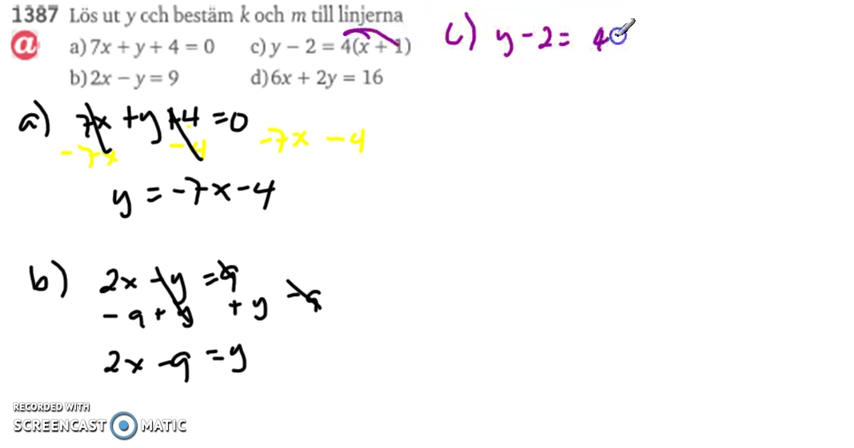 1387 Lös ut y cch bestäm k och m till linjerna
a a) 7x + y + 4 = 0 c) y − 2 = 4(x + 1)
b) 2x − y = 9 d) 6x + 2y = 16
c) y - 2 = 4
a) 7x + y + 4 = 0
-7x -4 -7x - 4
y = -7x - 4
b) 2x - y = 9
- 9 + y + y - 9
2x - 9 = y
RECORDED WITH
SCREENCAST MATIC